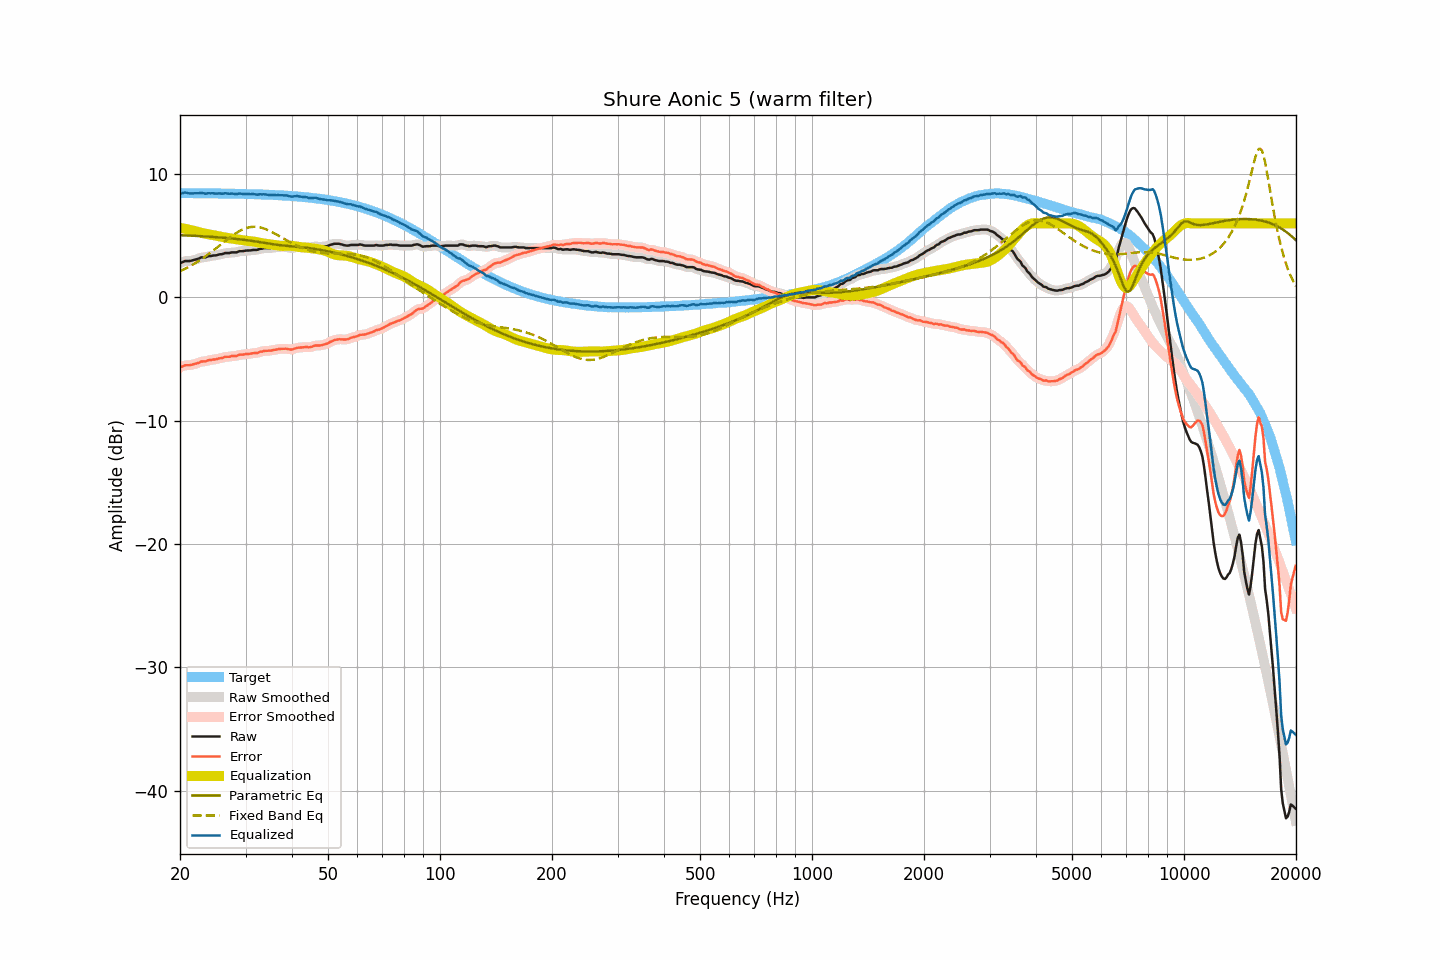 Shure Aonic 5 (warm filter)
10
0
−10
−20
−30
−40
Amplitude (dBr)
Target
Raw Smoothed
Error Smoothed
Raw
Error
Equalization
Parametric Eq
Fixed Band Eq
Equalized
20 50 100 200 500 1000 2000 5000 10000 20000
Frequency (Hz)